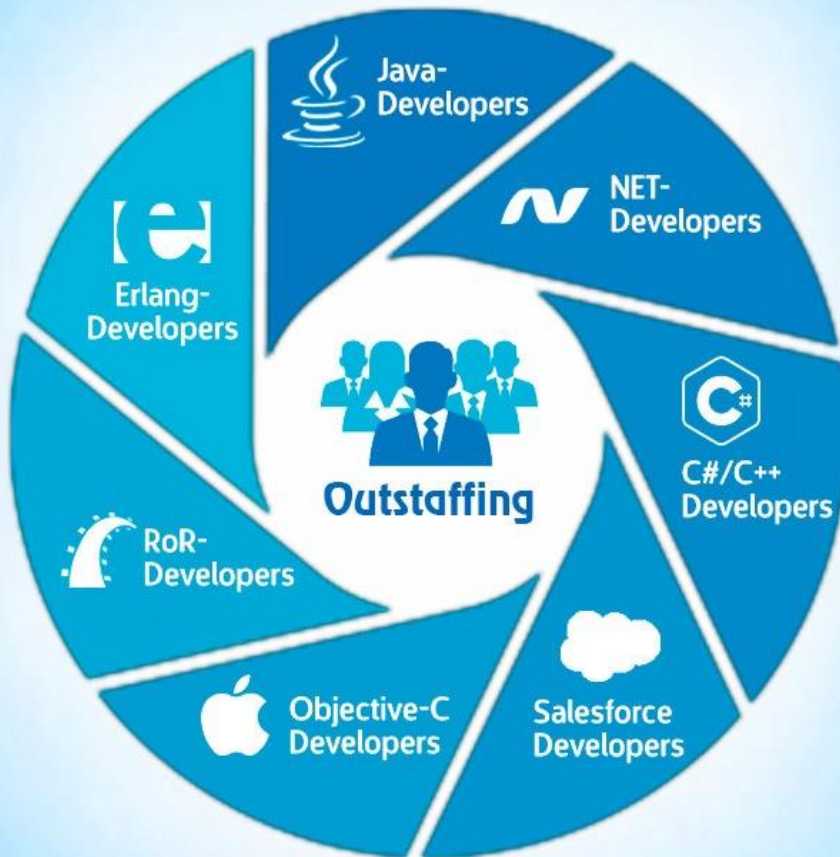 Java-
Developers
NET-
Developers
C#/C++
Developers
Salesforce
Developers
Objective-C
Developers
RoR-
Developers
Erlang-
Developers
Outstaffing